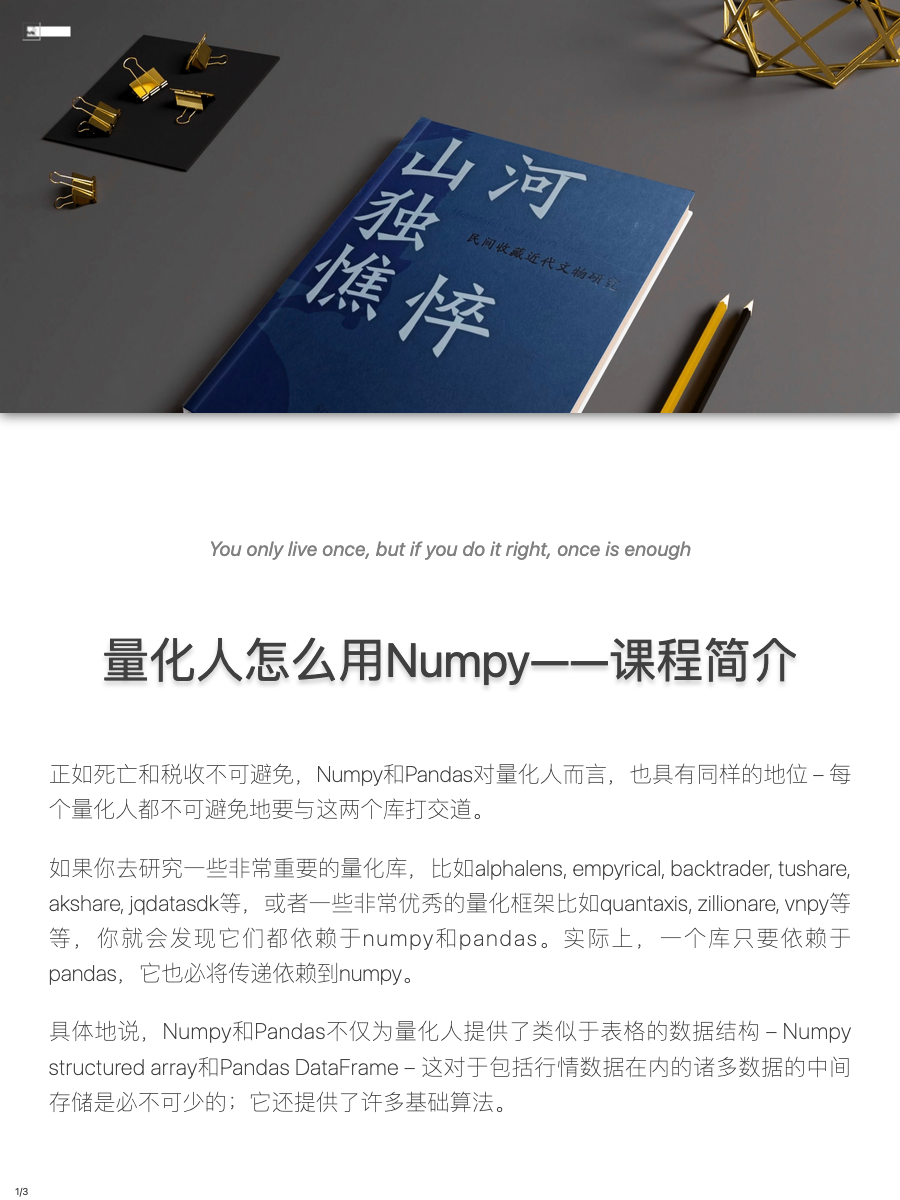 山河
独
憔悴
民间收藏近代文物研究
You only live once, but if you do it right, once is enough
量化人怎么用Numpy——课程简介
正如死亡和税收不可避免，Numpy和Pandas对量化人而言，也具有同样的地位 – 每
个量化人都不可避免地要与这两个库打交道。
如果你去研究一些非常重要的量化库，比如alphalens, empyrical, backtrader, tushare,
akshare, jqdatasdk等，或者一些非常优秀的量化框架比如quantaxis, zillionare, vnpy等
等，你就会发现它们都依赖于numpy和pandas。实际上，一个库只要依赖于
pandas，它也必将传递依赖到numpy。
具体地说，Numpy和Pandas不仅为量化人提供了类似于表格的数据结构 – Numpy
structured array和Pandas DataFrame – 这对于包括行情数据在内的诸多数据的中间
存储是必不可少的；它还提供了许多基础算法。
1/3